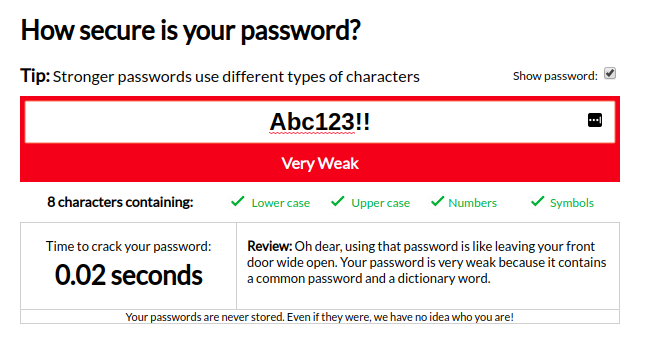 How secure is your password?
Tip: Stronger passwords use different types of characters
Show password:
Abc123!!
Very Weak
8 characters containing:
Lower case
Upper case
Numbers
Symbols
Time to crack your password:
0.02 seconds
Review: Oh dear, using that password is like leaving your front
door wide open. Your password is very weak because it contains
a common password and a dictionary word.
Your passwords are never stored. Even if they were, we have no idea who you are!